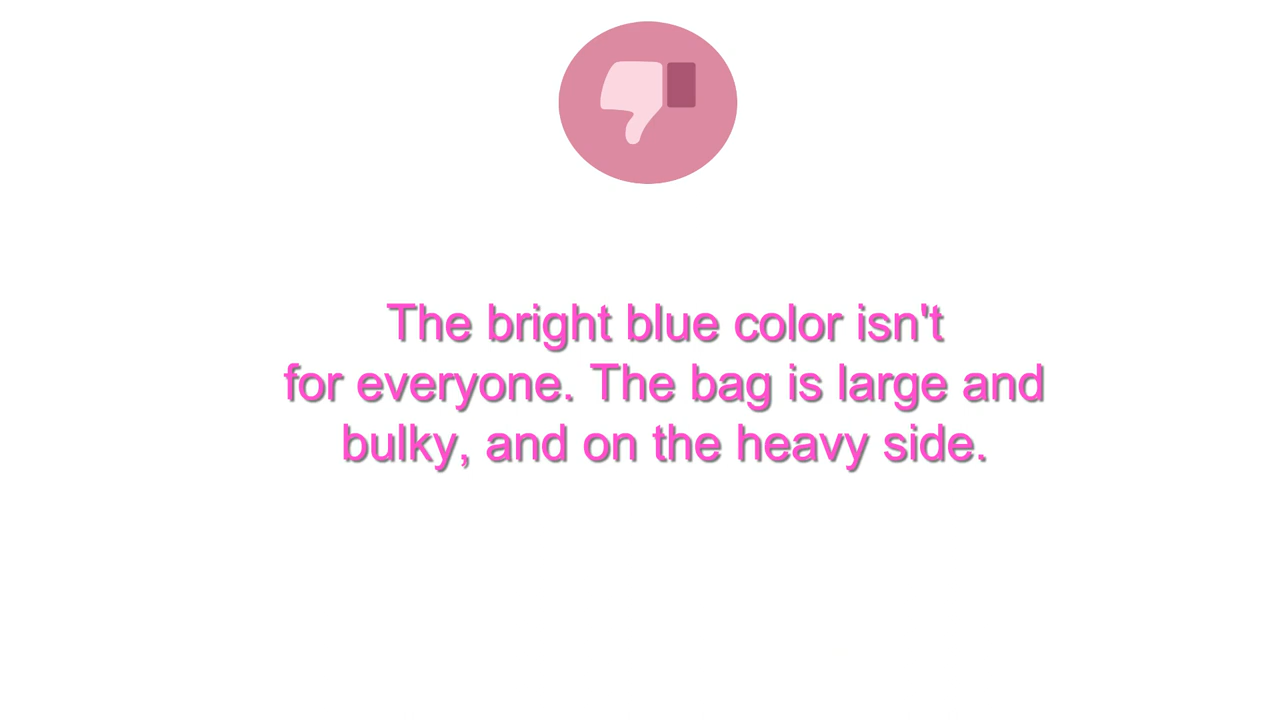 The bright blue color isn't
for everyone. The bag is large and
bulky, and on the heavy side.